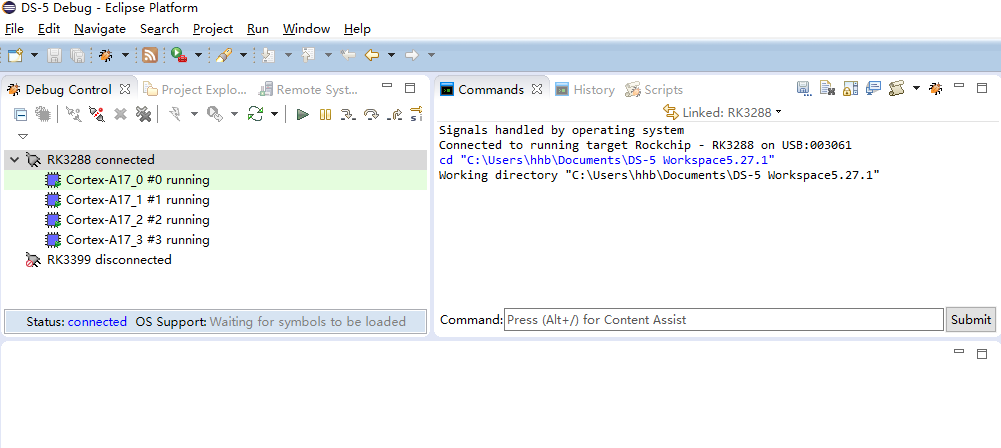 DS-5 Debug - Eclipse Platform
File Edit Navigate Search Project Run Window Help
Debug Control Project Explo... Remote Syst...
RK3288 connected
Cortex-A17_0 #0 running
Cortex-A17_1 #1 running
Cortex-A17_2 #2 running
Cortex-A17_3 #3 running
RK3399 disconnected
Status: connected OS Support: Waiting for symbols to be loaded
Commands History Scripts
Linked: RK3288
Signals handled by operating system
Connected to running target Rockchip - RK3288 on USB:003061
cd "C:\Users\hhb\Documents\DS-5 Workspace5.27.1"
Working directory "C:\Users\hhb\Documents\DS-5 Workspace5.27.1"
Command: Press (Alt+/) for Content Assist Submit